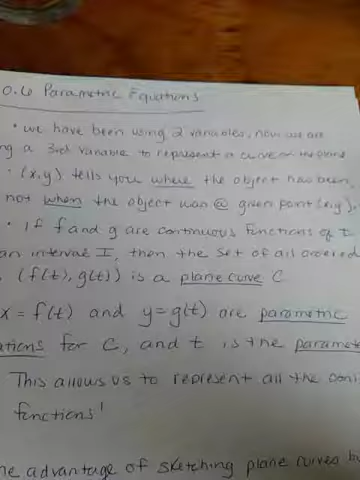 0.6 Parametric Equations
• we have been using 2 variables, now we are
ng a 3rd variable to represent a curve on the plane
• (x,y) tells you where the object has been,
not when the object was @ given point (x,y).
• If f and g are continuous functions of t
an interval I, then the set of all ordered
(f(t), g(t)) is a plane curve C
x = f(t) and y = g(t) are parametric
ations for C, and t is the paramete
This allows us to represent all the coni
functions!
he advantage of sketching plane curves b